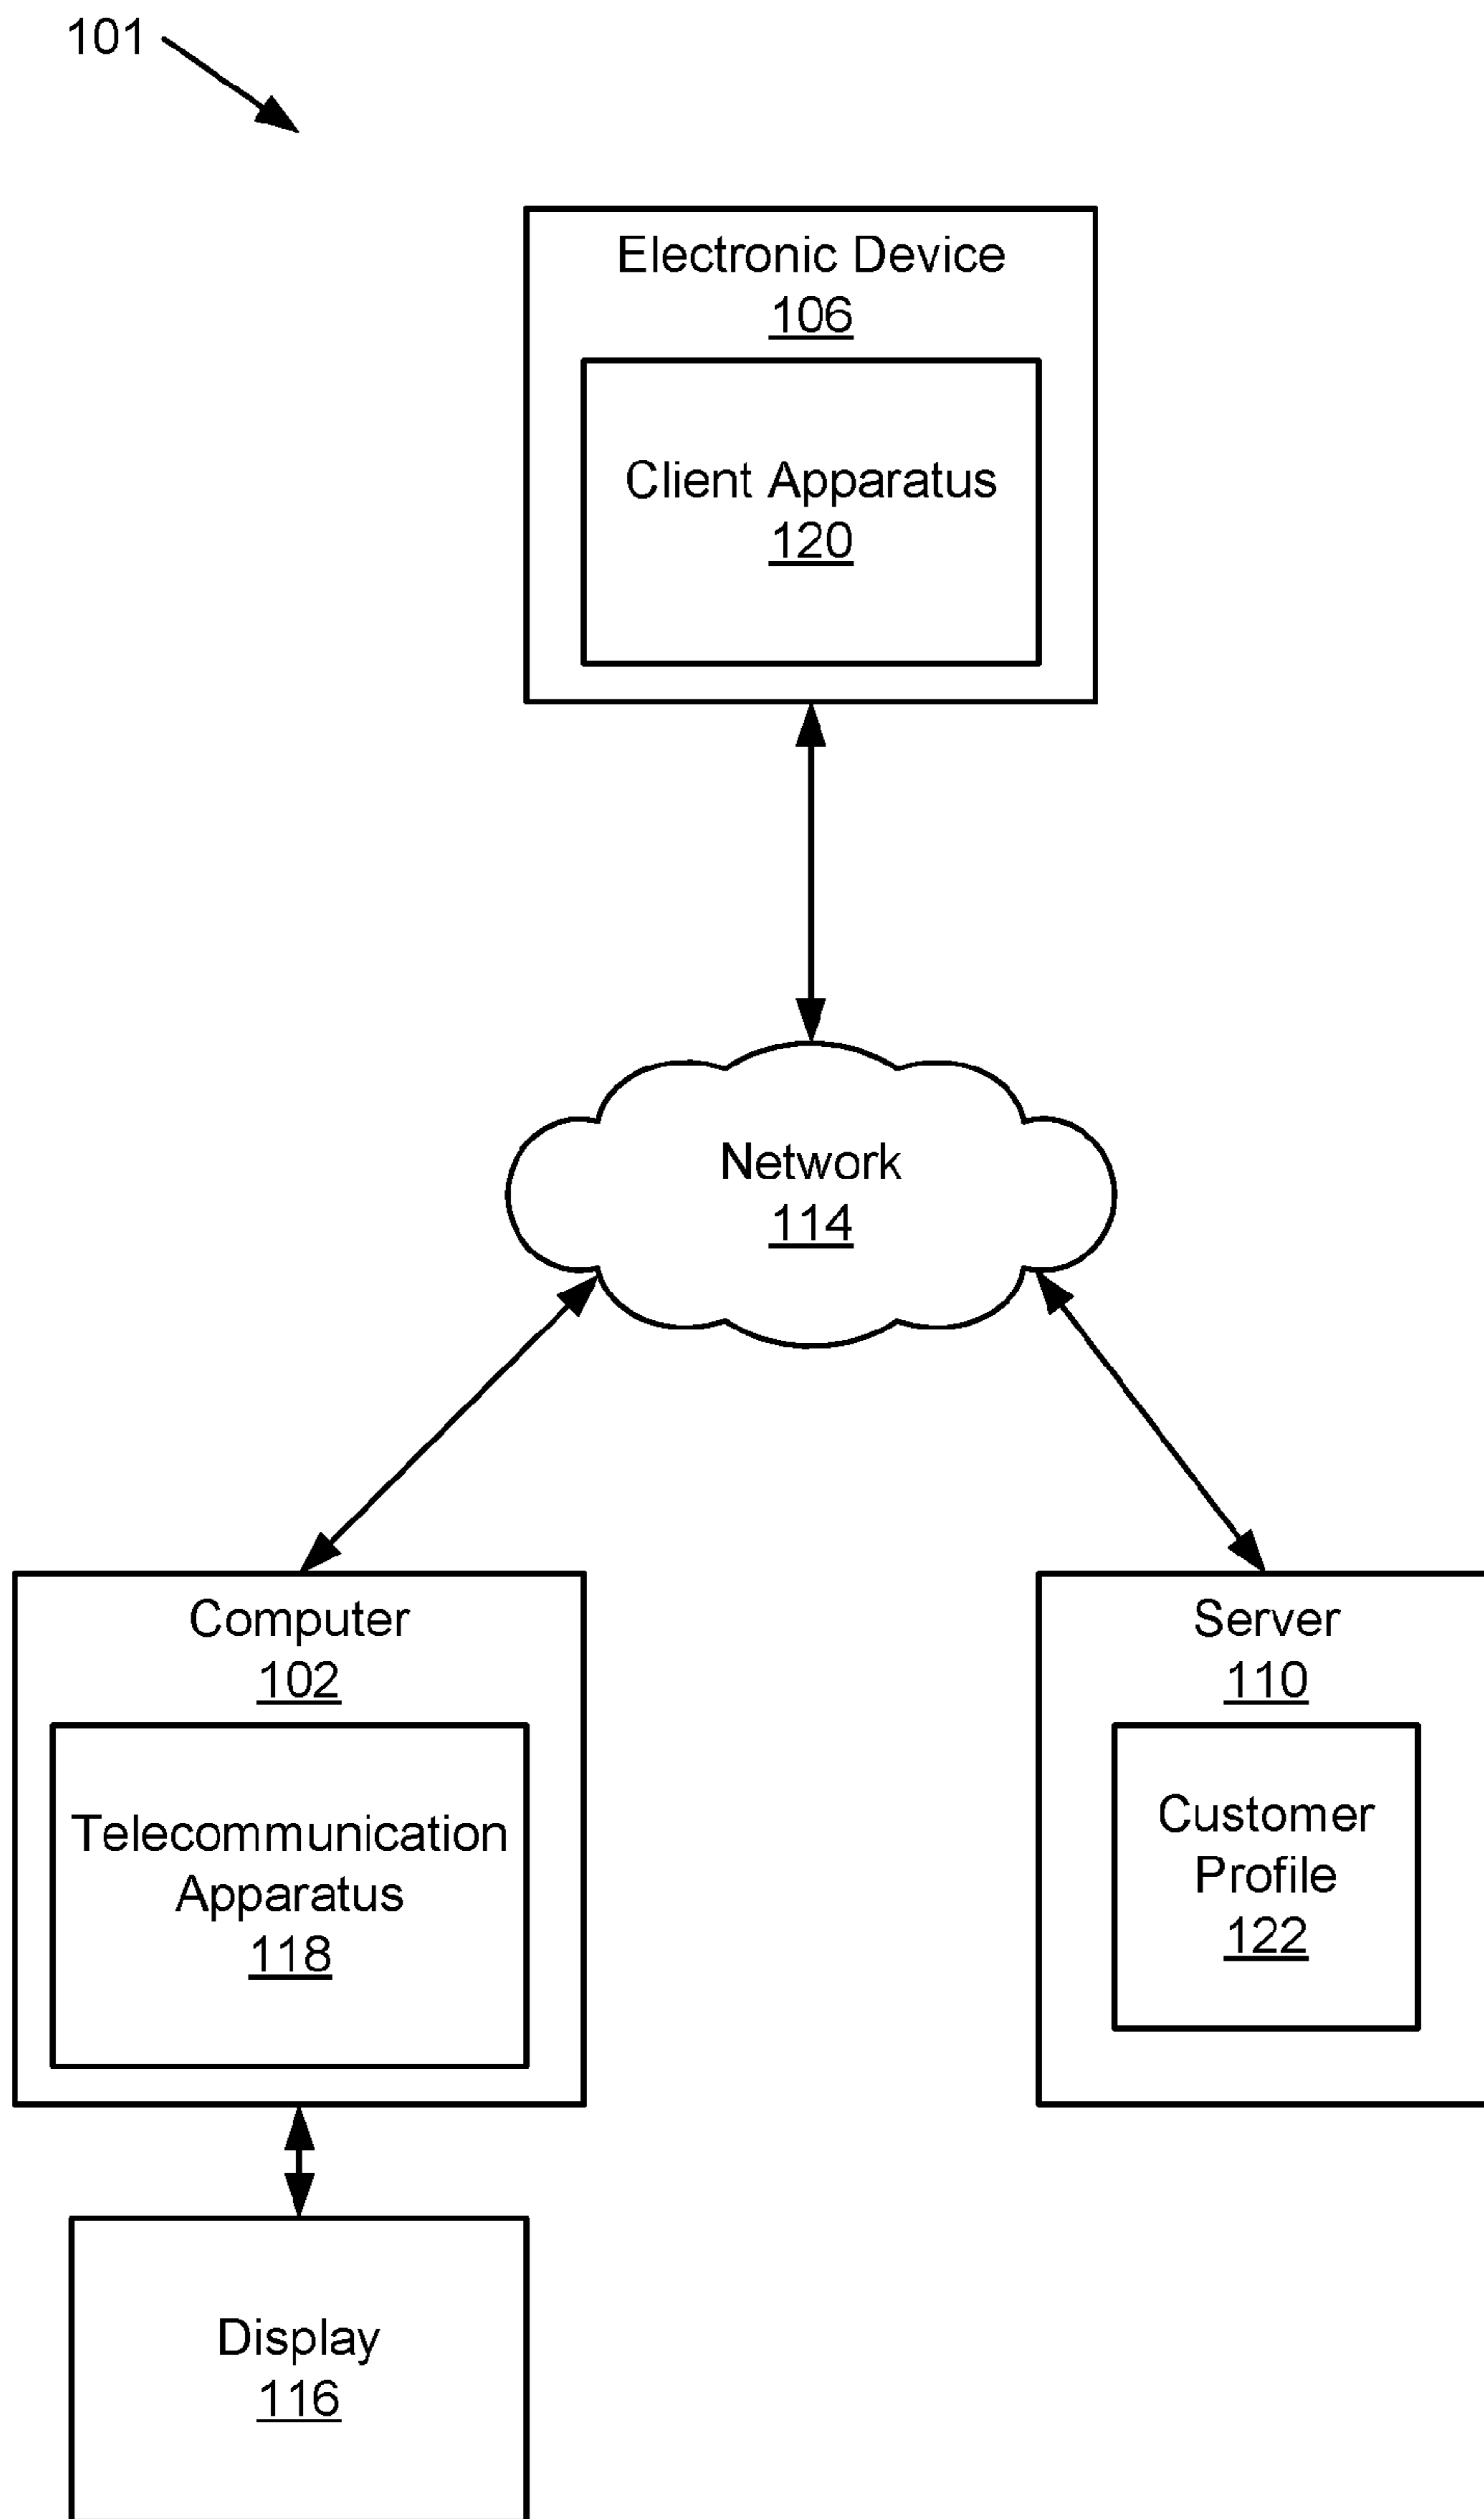 101
Electronic Device
106
Client Apparatus
120
Network
114
Computer
102
Telecommunication
Apparatus
118
Server
110
Customer
Profile
122
Display
116